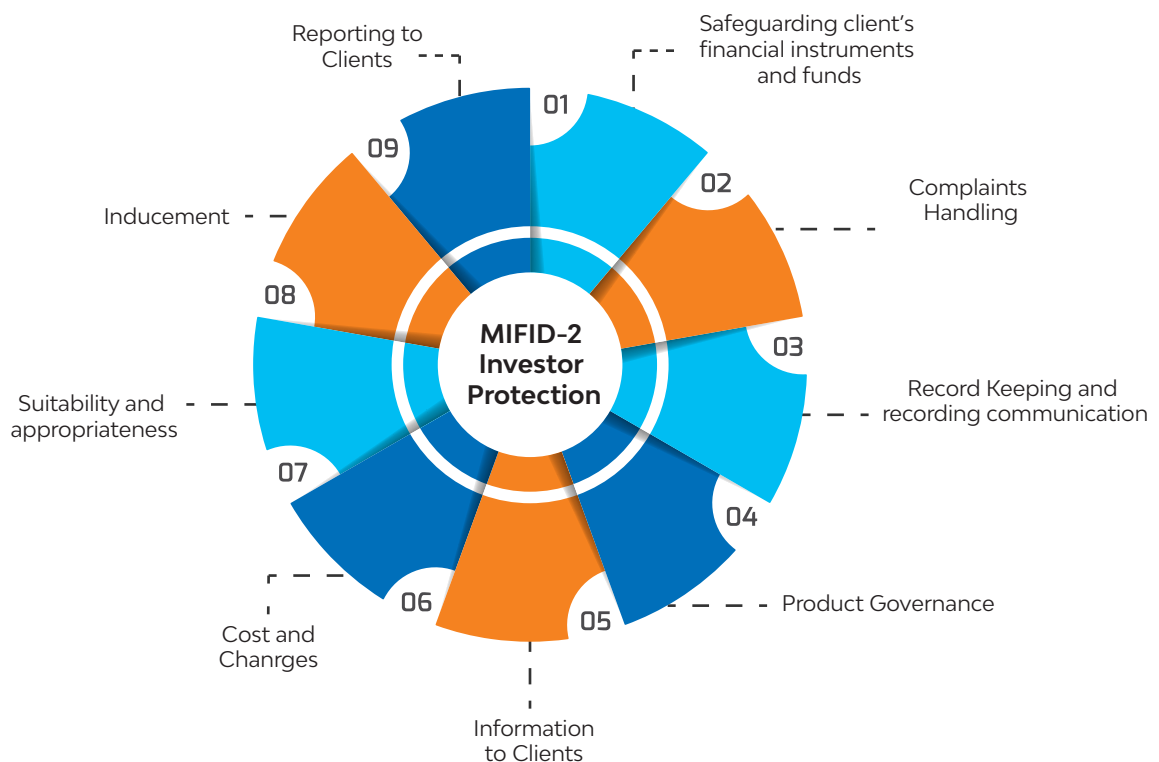 MIFID-2
Investor
Protection
01
Safeguarding client's
financial instruments
and funds
02
Complaints
Handling
03
Record Keeping and
recording communication
04
Product Governance
05
Information
to Clients
06
Cost and
Chanrges
07
Suitability and
appropriateness
08
Inducement
09
Reporting to
Clients